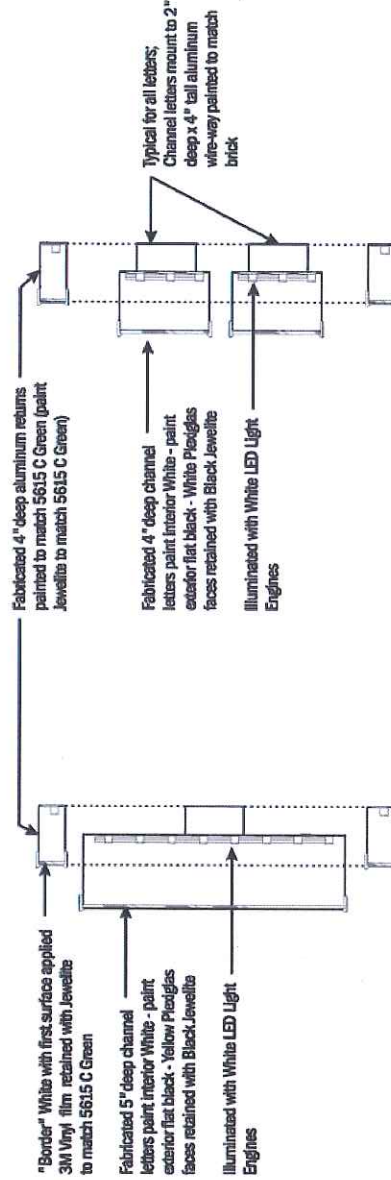 "Border" White with first surface applied
3M Vinyl film retained with Jewelite
to match 5615 C Green
Fabricated 5" deep channel
letters paint interior White - paint
exterior flat black - Yellow Plexiglas
faces retained with Black Jewelite
Illuminated with White LED Light
Engines
Fabricated 4" deep aluminum returns
painted to match 5615 C Green (paint
Jewelite to match 5615 C Green)
Fabricated 4" deep channel
letters paint Interior White - paint
exterior flat black - White Plexiglas
faces retained with Black Jewelite
Illuminated with White LED Light
Engines
Typical for all letters;
Channel letters mount to 2"
deep x 4" tall aluminum
wire-way painted to match
brick